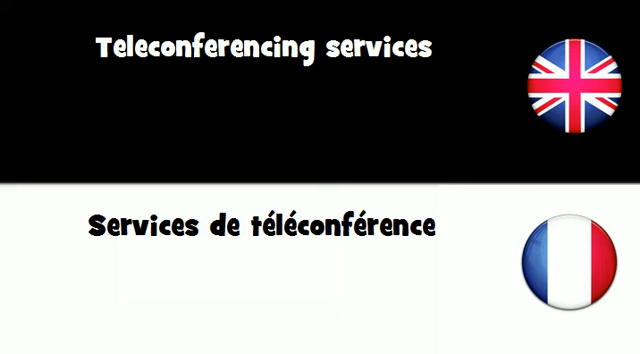 Teleconferencing services
Services de téléconférence